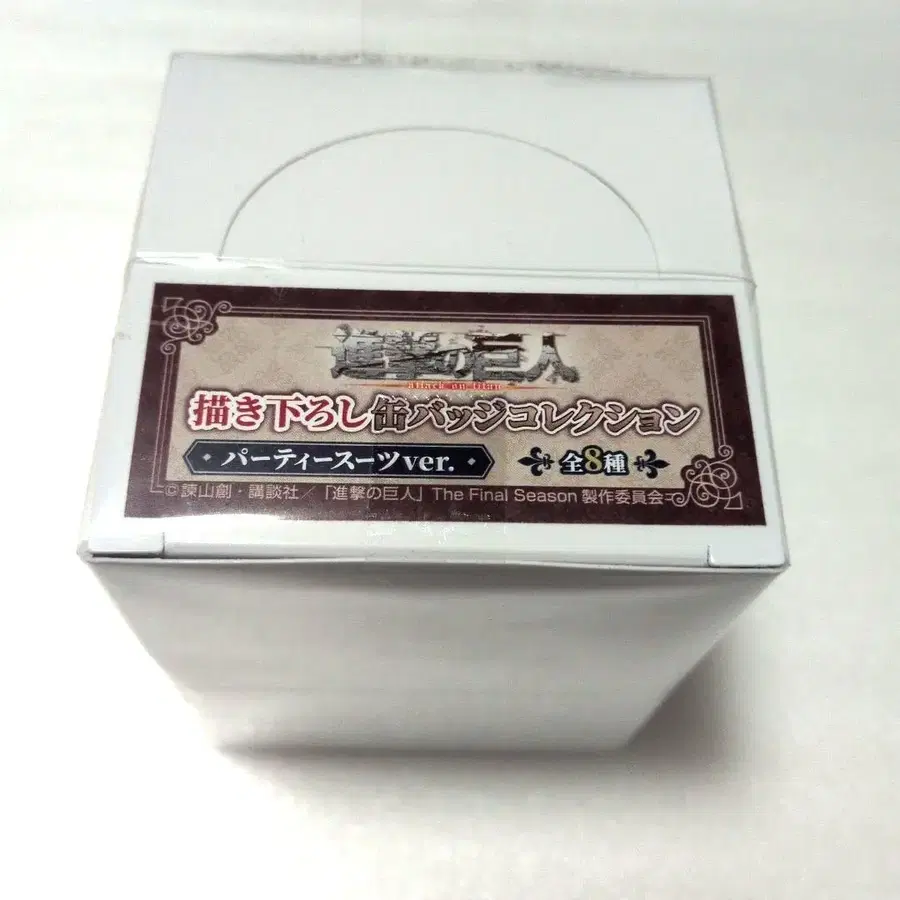 進撃の巨人
attack on titan
描き下ろし缶バッジコレクション
パーティースーツver. 全8種
©諫山創・講談社／「進撃の巨人」The Final Season 製作委員会